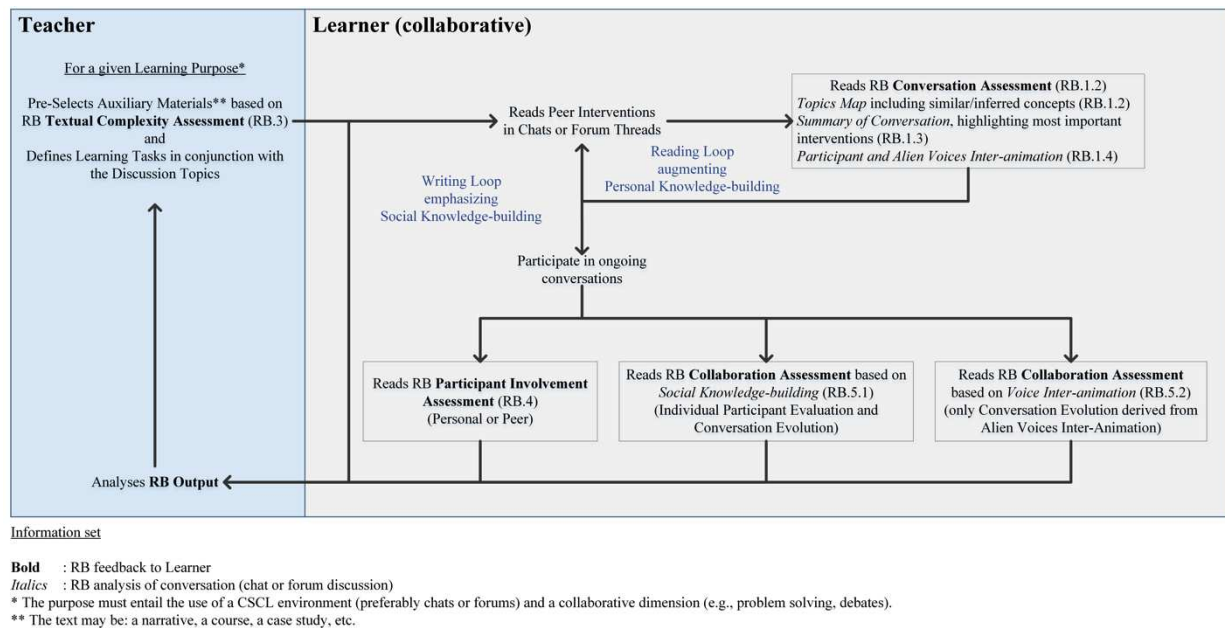 Teacher
For a given Learning Purpose*
Pre-Selects Auxiliary Materials** based on
RB Textual Complexity Assessment (RB.3)
and
Defines Learning Tasks in conjunction with
the Discussion Topics
Analyses RB Output
Learner (collaborative)
Reads Peer Interventions
in Chats or Forum Threads
Reads RB Conversation Assessment (RB.1.2)
Topics Map including similar/inferred concepts (RB.1.2)
Summary of Conversation, highlighting most important
interventions (RB.1.3)
Participant and Alien Voices Inter-animation (RB.1.4)
Reading Loop
augmenting
Personal Knowledge-building
Writing Loop
emphasizing
Social Knowledge-building
Participate in ongoing
conversations
Reads RB Participant Involvement
Assessment (RB.4)
(Personal or Peer)
Reads RB Collaboration Assessment based on
Social Knowledge-building (RB.5.1)
(Individual Participant Evaluation and
Conversation Evolution)
Reads RB Collaboration Assessment
based on Voice Inter-animation (RB.5.2)
(only Conversation Evolution derived from
Alien Voices Inter-Animation)
Information set
Bold : RB feedback to Learner
Italics : RB analysis of conversation (chat or forum discussion)
* The purpose must entail the use of a CSCL environment (preferably chats or forums) and a collaborative dimension (e.g., problem solving, debates).
** The text may be: a narrative, a course, a case study, etc.